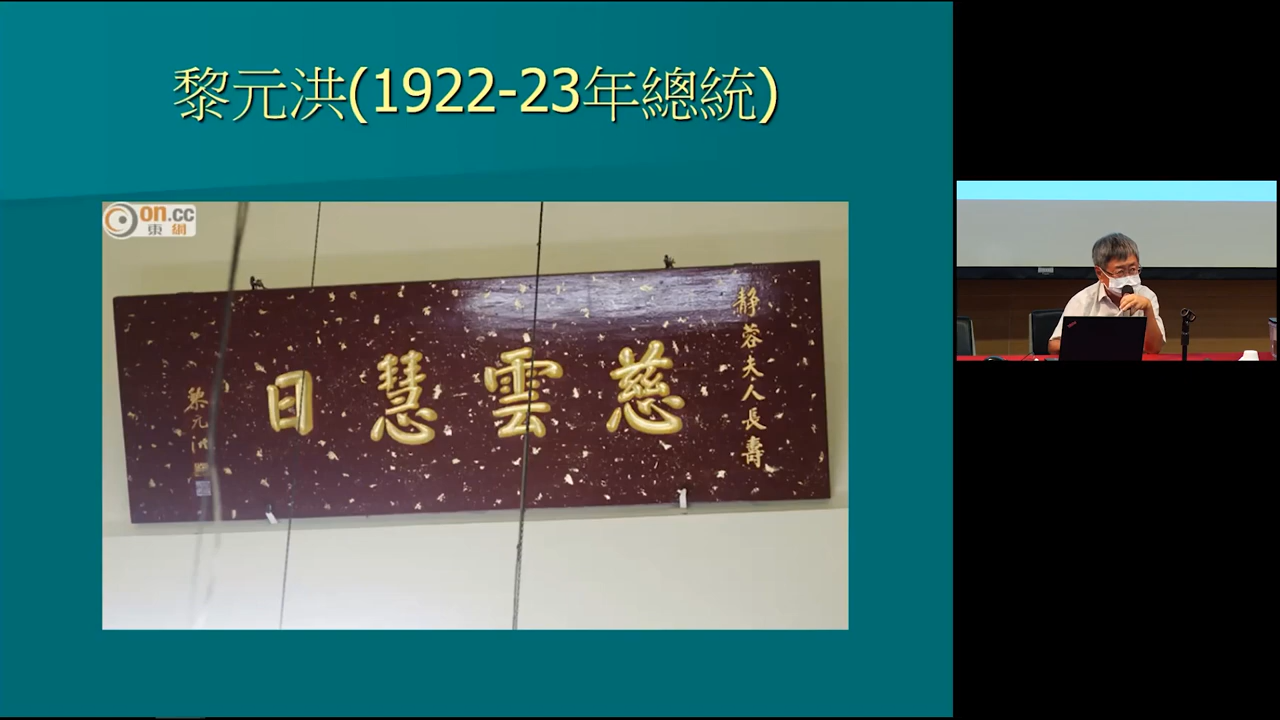 黎元洪(1922-23年總統)
on.cc
東網
靜蓉夫人長壽
慈雲慧日
黎元洪